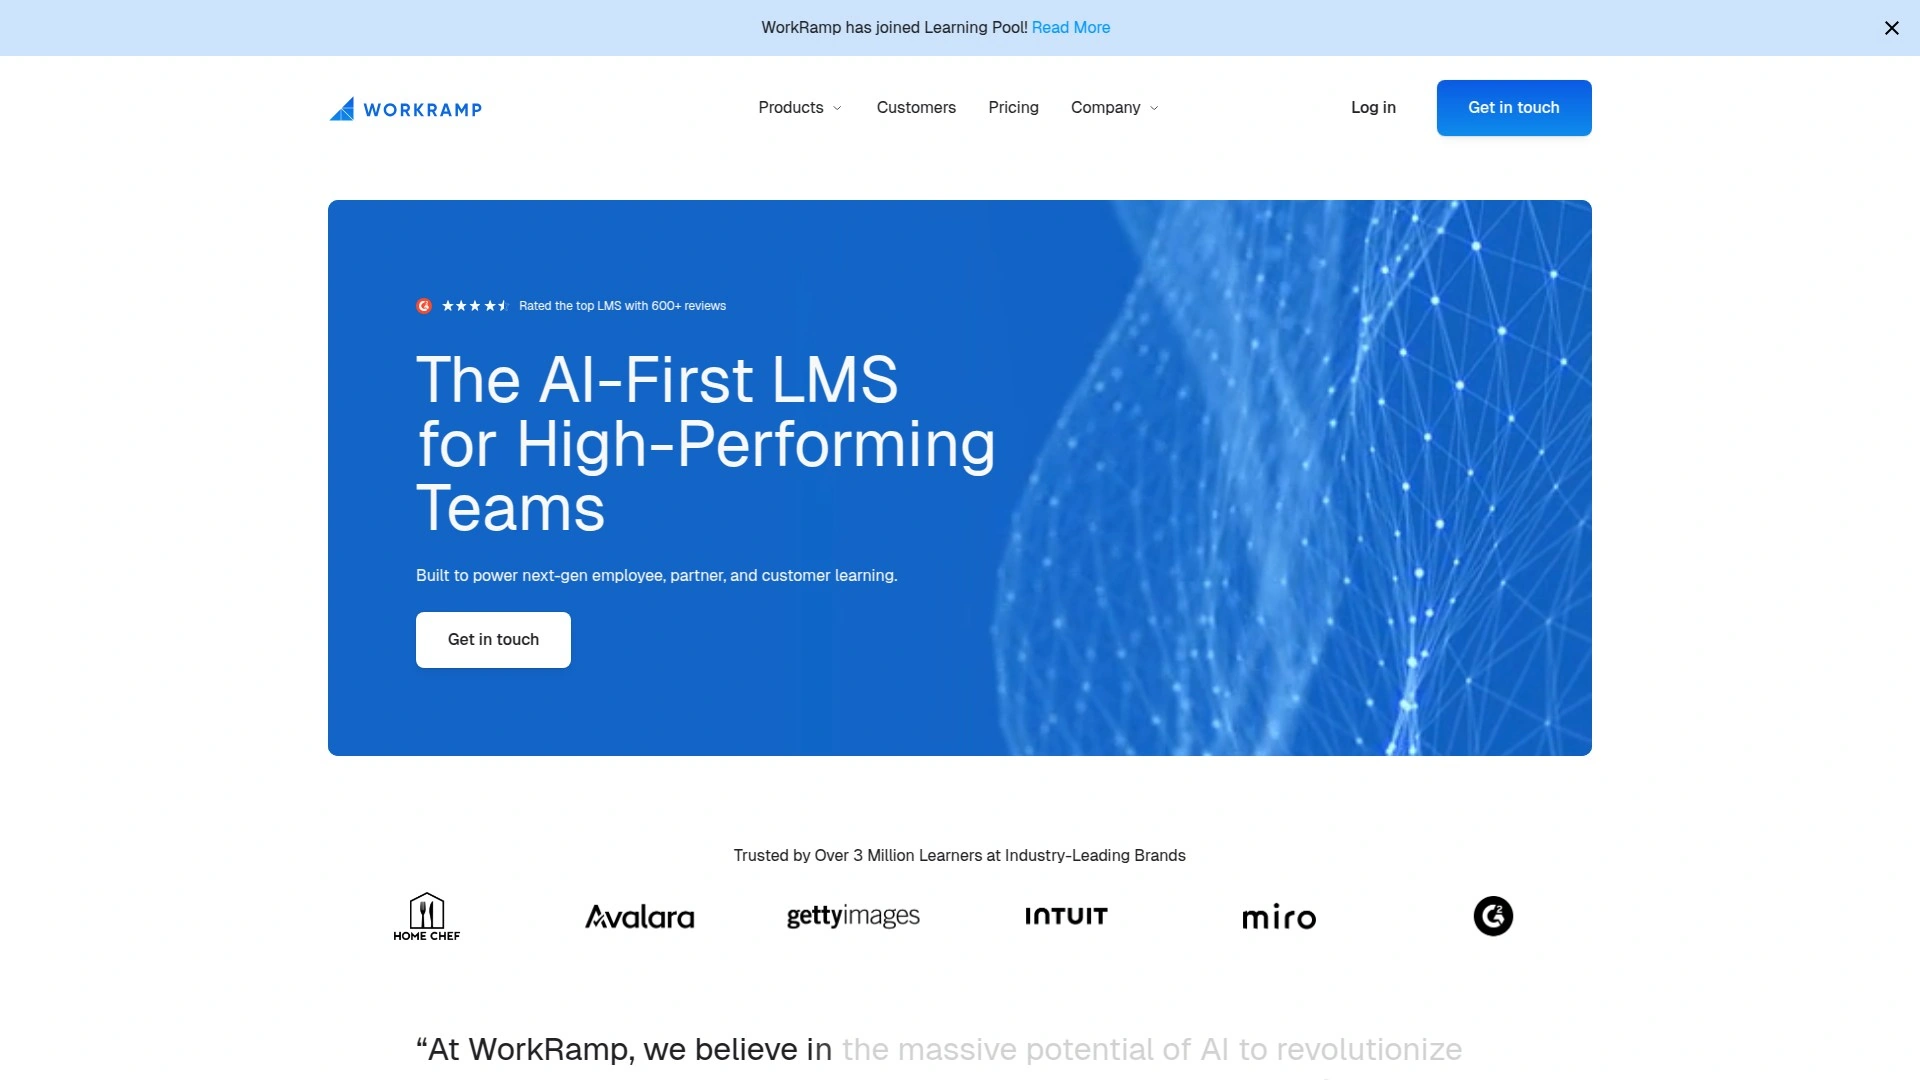 WorkRamp has joined Learning Pool! Read More
WORKRAMP
Products
Customers
Pricing
Company
Log in
Get in touch
Rated the top LMS with 600+ reviews
The AI-First LMS
for High-Performing
Teams
Built to power next-gen employee, partner, and customer learning.
Get in touch
Trusted by Over 3 Million Learners at Industry-Leading Brands
HOME CHEF
Avalara
gettyimages
INTUIT
miro
G2
“At WorkRamp, we believe in the massive potential of AI to revolutionize